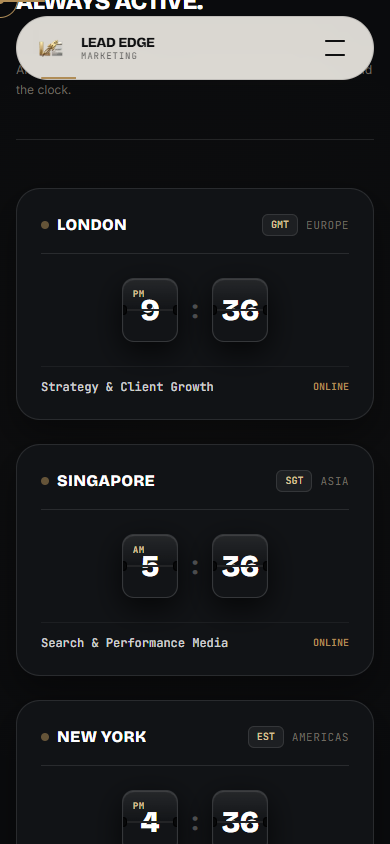 ALWAYS ACTIVE.
LEAD EDGE
MARKETING
the clock.
LONDON
GMT EUROPE
PM
9 : 36
Strategy & Client Growth ONLINE
SINGAPORE
SGT ASIA
AM
5 : 36
Search & Performance Media ONLINE
NEW YORK
EST AMERICAS
PM
4 : 36